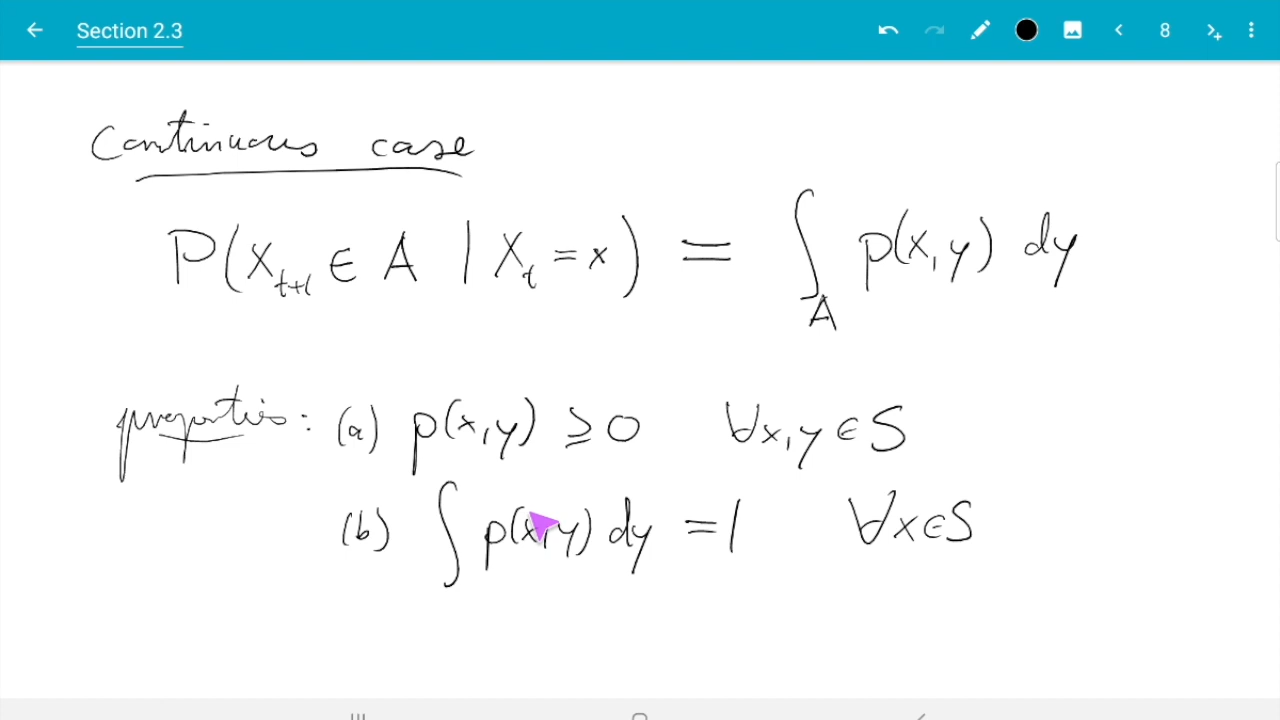 Section 2.3
8
Continuous case
P(X_{t+1} ∈ A | X_t = x) = ∫_A p(x,y) dy
properties: (a) p(x,y) ≥ 0 ∀x,y ∈ S
(b) ∫ p(x,y) dy = 1 ∀x∈S